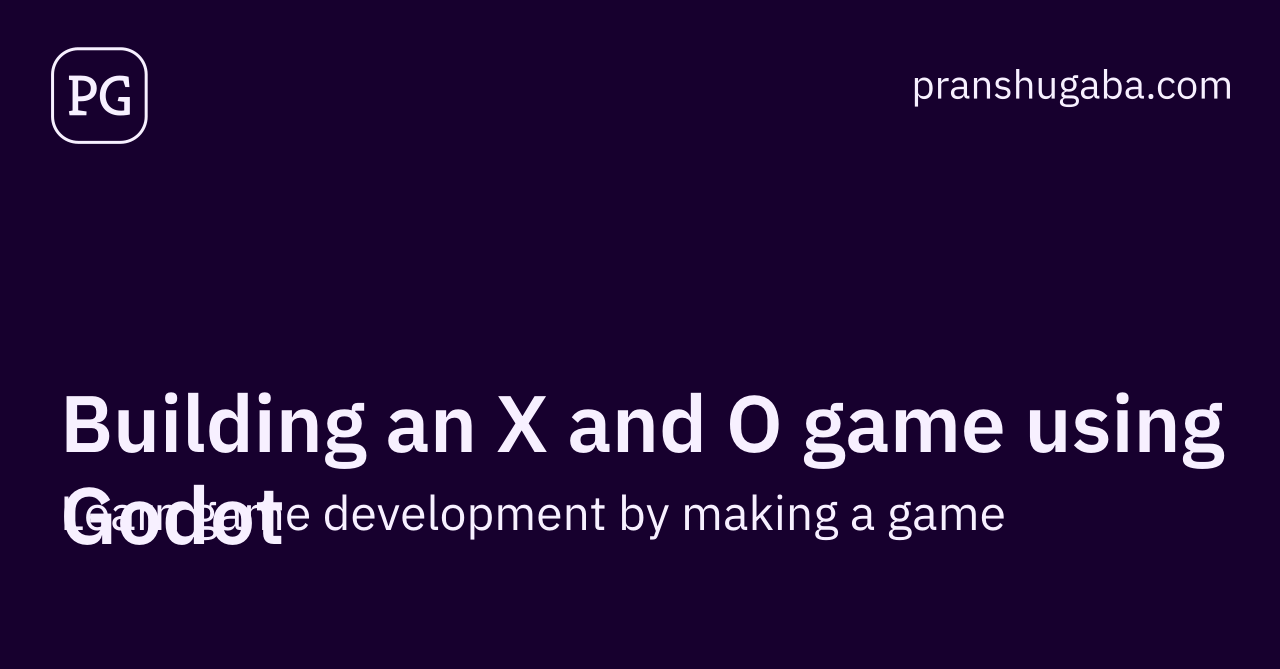 PG
pranshugaba.com
Building an X and O game using
Godot
Learn game development by making a game